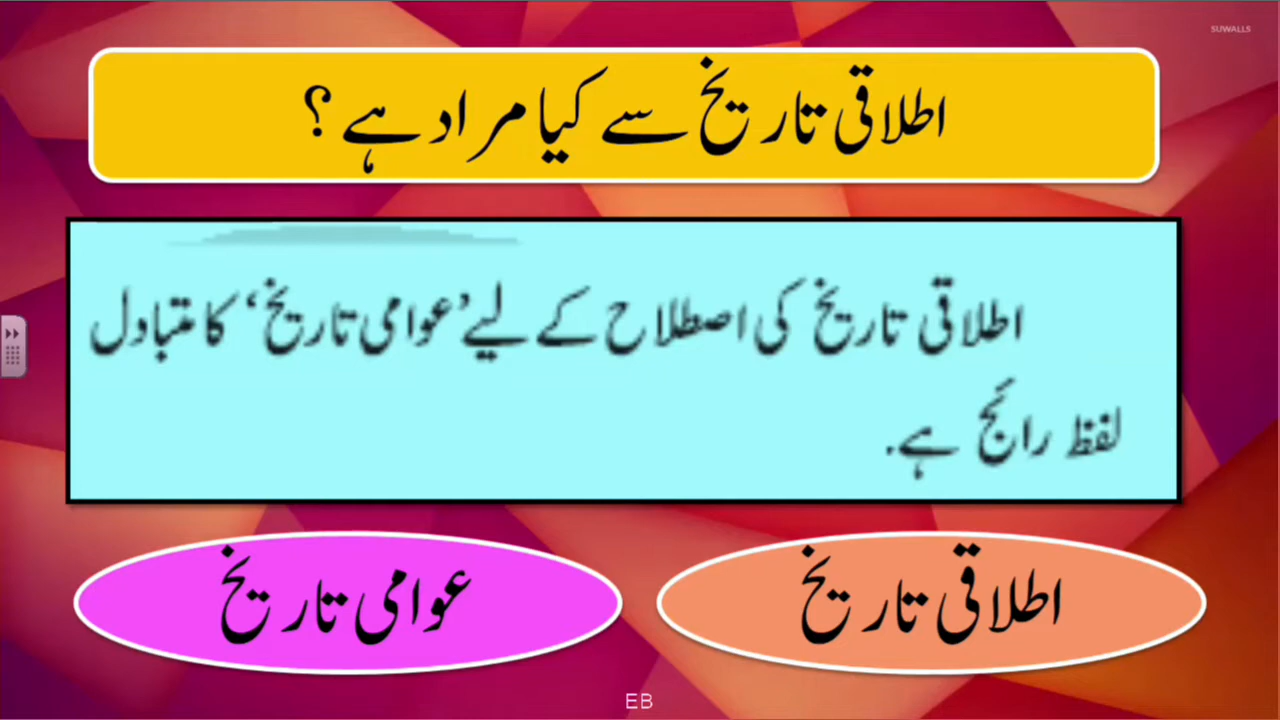 SUWALLS
اطلاقی تاریخ سے کیا مراد ہے ؟
اطلاقی تاریخ کی اصطلاح کے لیے ’عوامی تاریخ‘ کا متبادل
لفظ رائج ہے.
اطلاقی تاریخ
عوامی تاریخ
EB